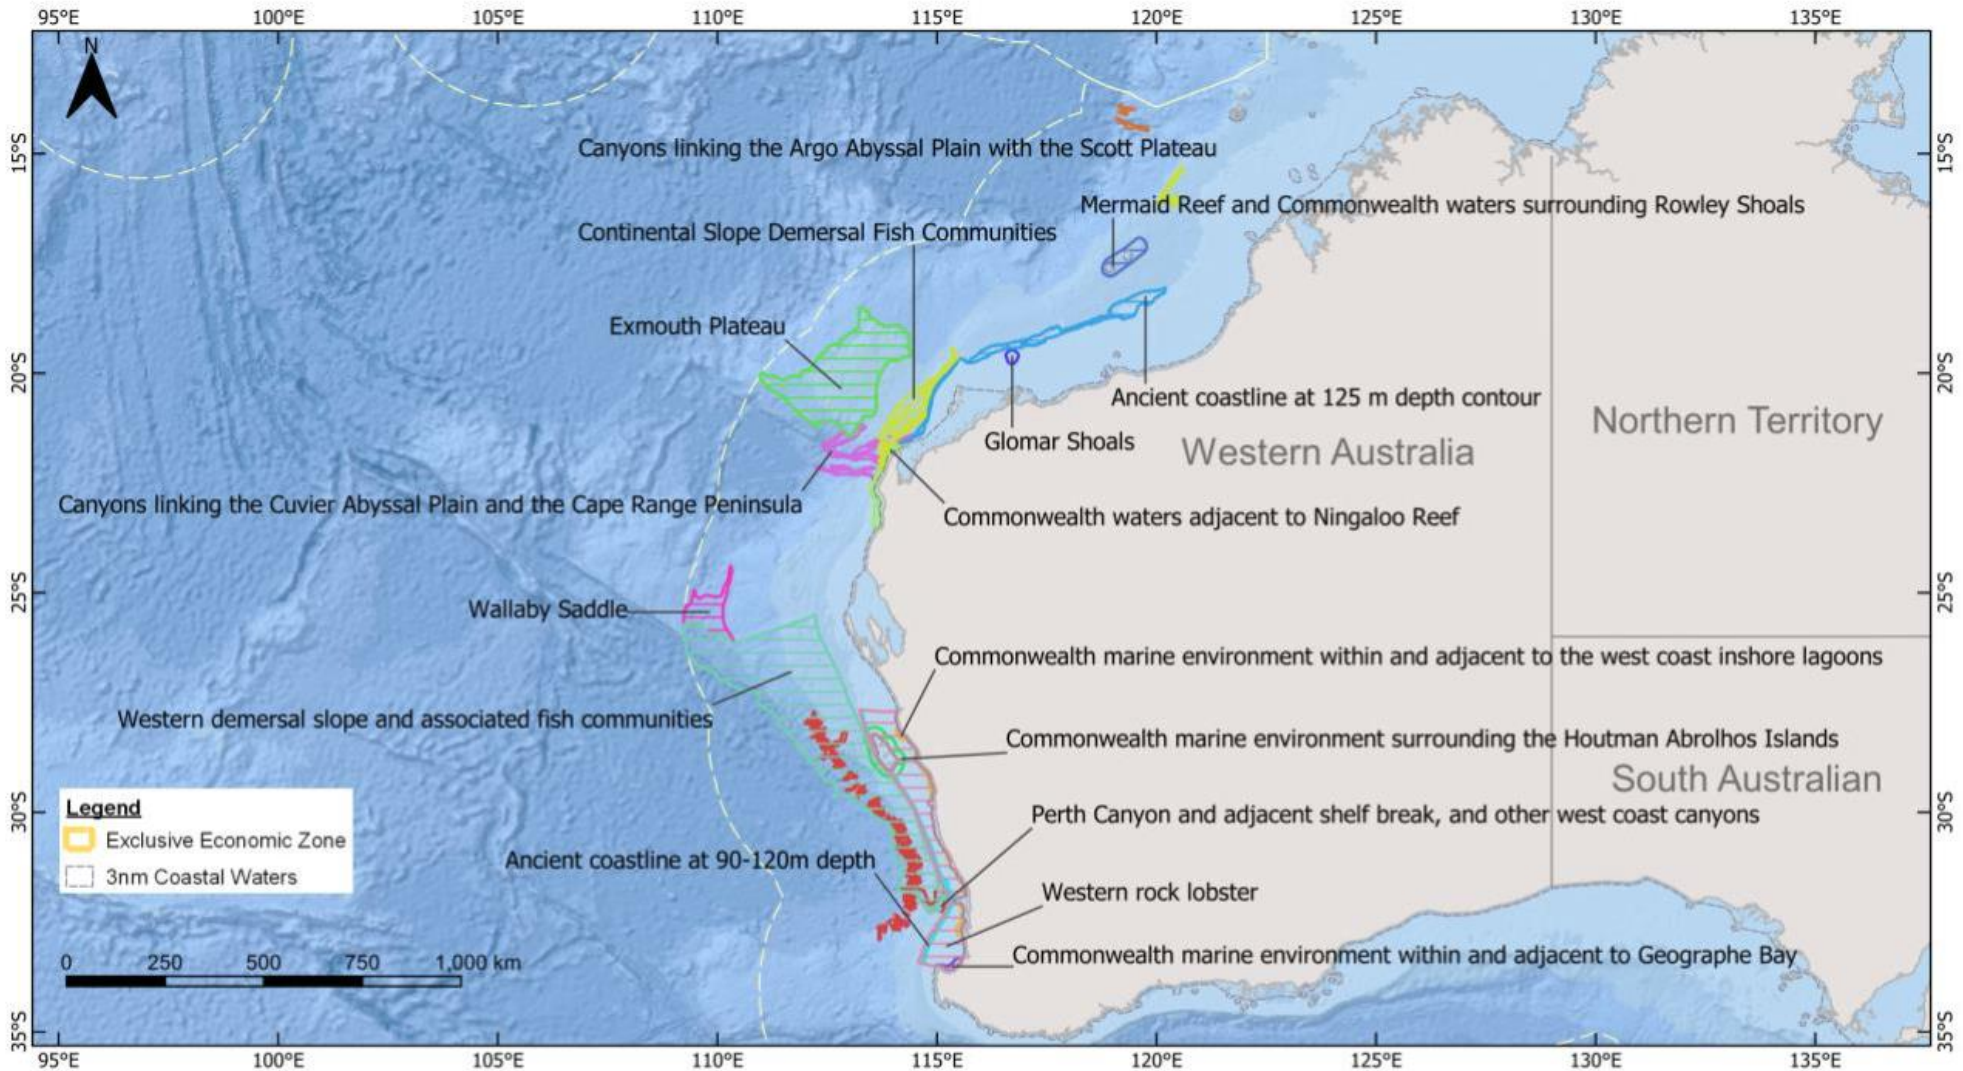 95°E 100°E 105°E 110°E 115°E 120°E 125°E 130°E 135°E
N
15°S
15°S
Canyons linking the Argo Abyssal Plain with the Scott Plateau
Mermaid Reef and Commonwealth waters surrounding Rowley Shoals
Continental Slope Demersal Fish Communities
Exmouth Plateau
20°S
20°S
Ancient coastline at 125 m depth contour
Northern Territory
Glomar Shoals
Western Australia
Canyons linking the Cuvier Abyssal Plain and the Cape Range Peninsula
Commonwealth waters adjacent to Ningaloo Reef
25°S
25°S
Wallaby Saddle
Commonwealth marine environment within and adjacent to the west coast inshore lagoons
Western demersal slope and associated fish communities
Commonwealth marine environment surrounding the Houtman Abrolhos Islands
South Australian
Legend
Exclusive Economic Zone
3nm Coastal Waters
30°S
30°S
Perth Canyon and adjacent shelf break, and other west coast canyons
Ancient coastline at 90-120m depth
Western rock lobster
Commonwealth marine environment within and adjacent to Geographe Bay
0 250 500 750 1,000 km
35°S
35°S
95°E 100°E 105°E 110°E 115°E 120°E 125°E 130°E 135°E